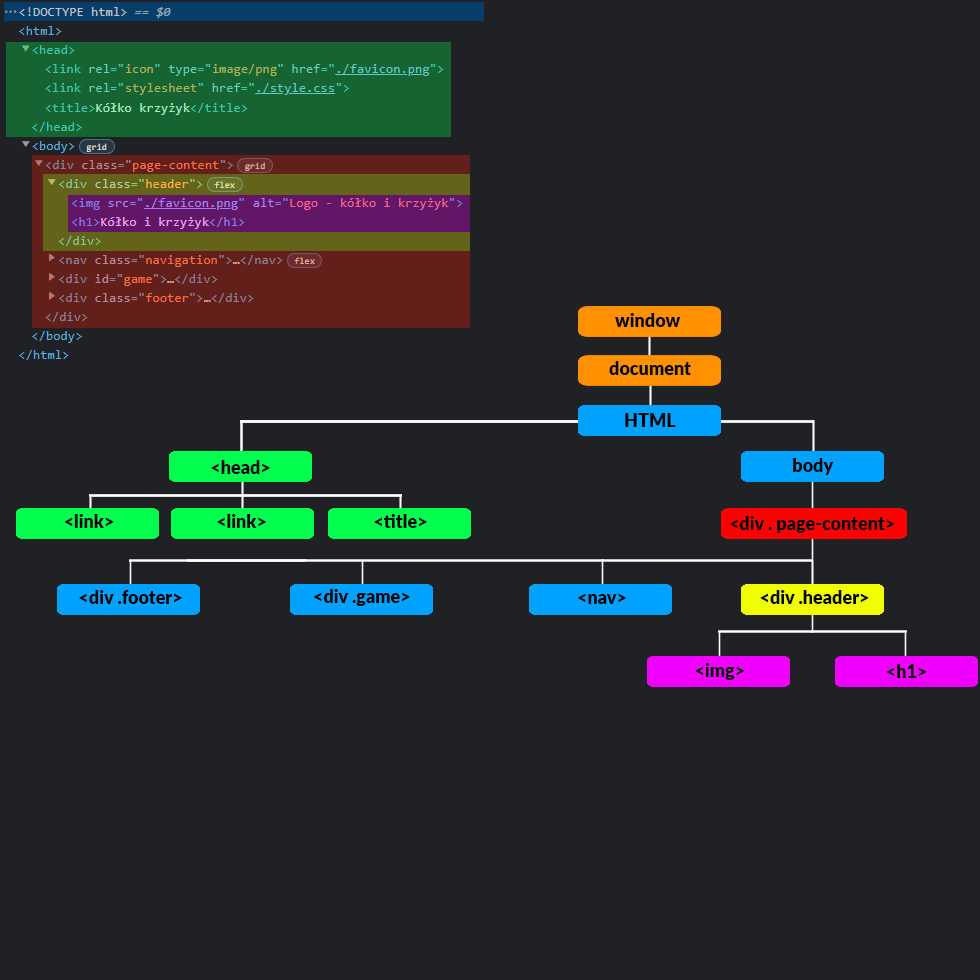 …<!DOCTYPE html> == $0
<html>
▼<head>
<link rel="icon" type="image/png" href="./favicon.png">
<link rel="stylesheet" href="./style.css">
<title>Kółko krzyżyk</title>
</head>
▼<body> grid
▼<div class="page-content"> grid
▼<div class="header"> flex
<img src="./favicon.png" alt="Logo - kółko i krzyżyk">
<h1>Kółko i krzyżyk</h1>
</div>
▶<nav class="navigation">…</nav> flex
▶<div id="game">…</div>
▶<div class="footer">…</div>
</div>
</body>
</html>
window
document
HTML
<head> body
<link> <link> <title> <div . page-content>
<div .footer> <div .game> <nav> <div .header>
<img> <h1>